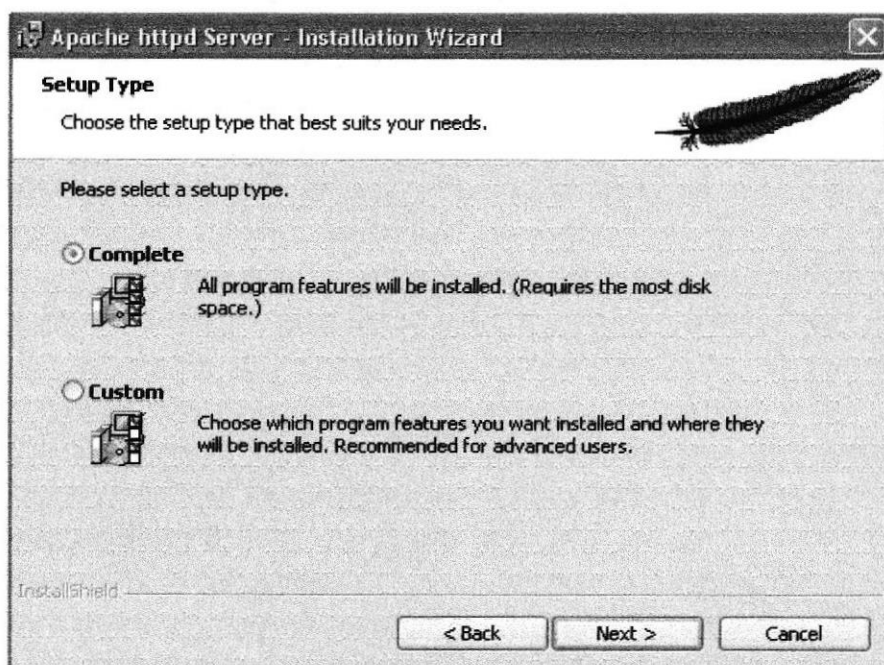 Apache httpd Server - Installation Wizard
Setup Type
Choose the setup type that best suits your needs.
Please select a setup type.
Complete
All program features will be installed. (Requires the most disk
space.)
Custom
Choose which program features you want installed and where they
will be installed. Recommended for advanced users.
InstallShield
< Back
Next >
Cancel